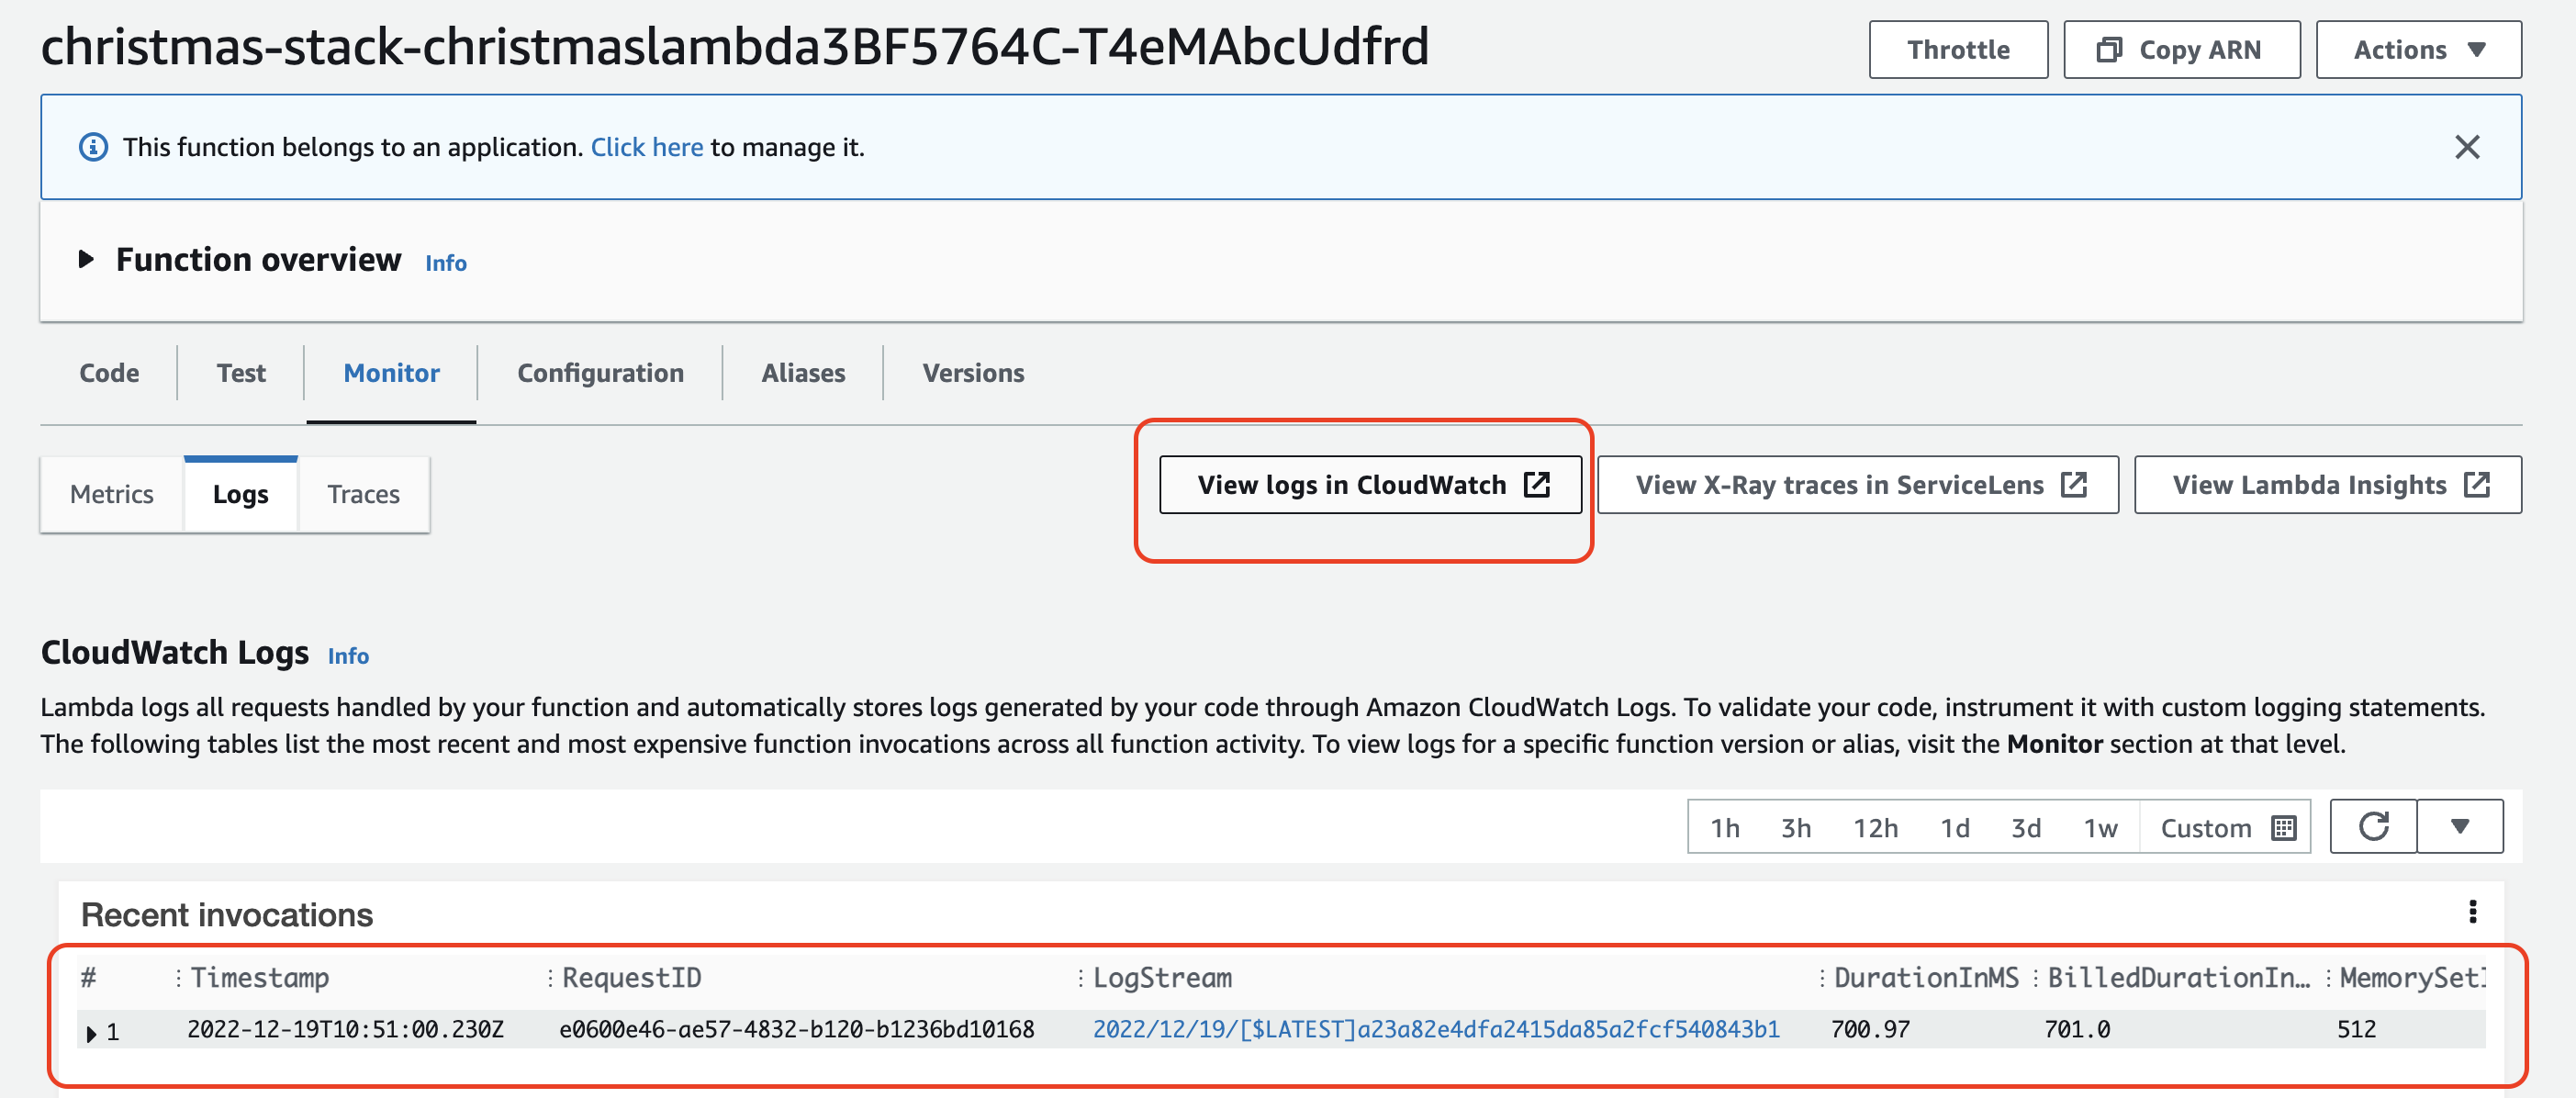 christmas-stack-christmaslambda3BF5764C-T4eMAbcUdfrd
Throttle
Copy ARN
Actions
This function belongs to an application. Click here to manage it.
Function overview Info
Code Test Monitor Configuration Aliases Versions
Metrics Logs Traces
View logs in CloudWatch
View X-Ray traces in ServiceLens
View Lambda Insights
CloudWatch Logs Info
Lambda logs all requests handled by your function and automatically stores logs generated by your code through Amazon CloudWatch Logs. To validate your code, instrument it with custom logging statements.
The following tables list the most recent and most expensive function invocations across all function activity. To view logs for a specific function version or alias, visit the Monitor section at that level.
1h 3h 12h 1d 3d 1w Custom
Recent invocations
# Timestamp RequestID LogStream DurationInMS BilledDurationIn… MemorySetI
1 2022-12-19T10:51:00.230Z e0600e46-ae57-4832-b120-b1236bd10168 2022/12/19/[$LATEST]a23a82e4dfa2415da85a2fcf540843b1 700.97 701.0 512